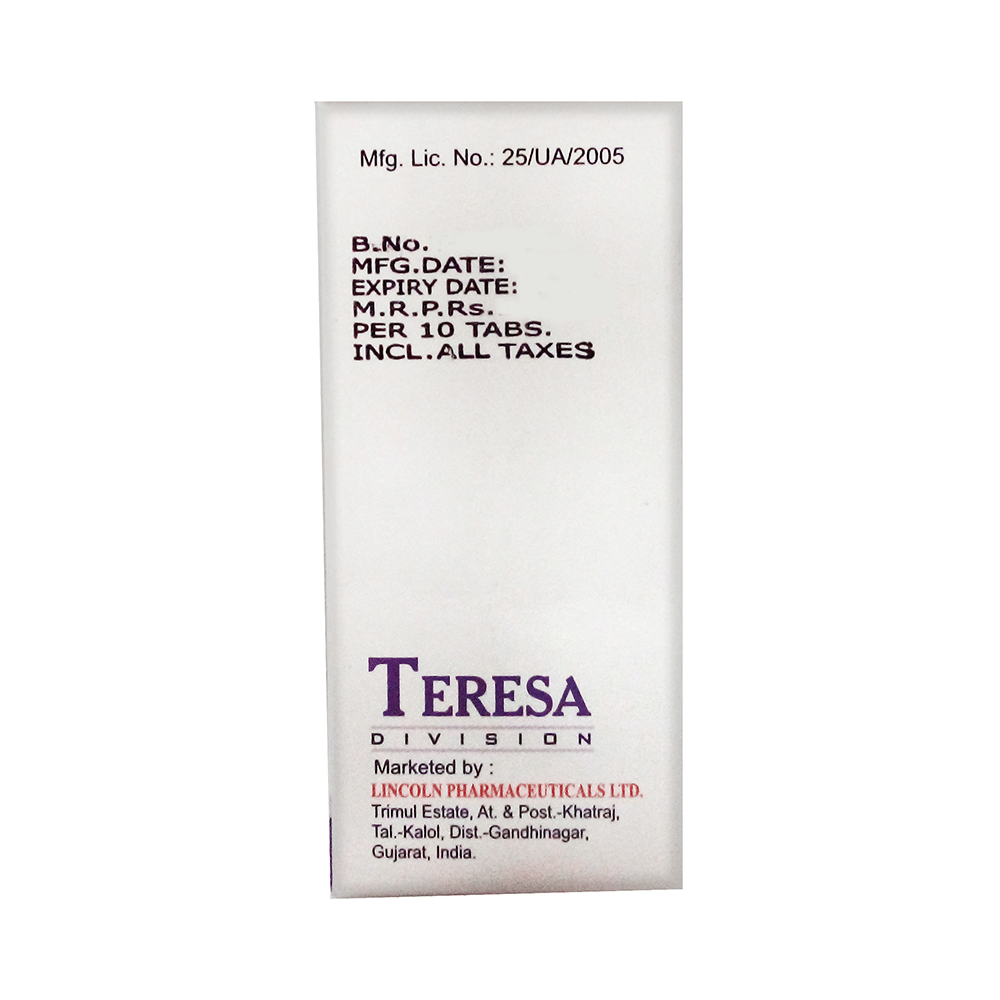 Mfg. Lic. No.: 25/UA/2005
B.No.
MFG.DATE:
EXPIRY DATE:
M.R.P.Rs.
PER 10 TABS.
INCL.ALL TAXES
TERESA
DIVISION
Marketed by :
LINCOLN PHARMACEUTICALS LTD.
Trimul Estate, At. & Post.-Khatraj,
Tal.-Kalol, Dist.-Gandhinagar,
Gujarat, India.